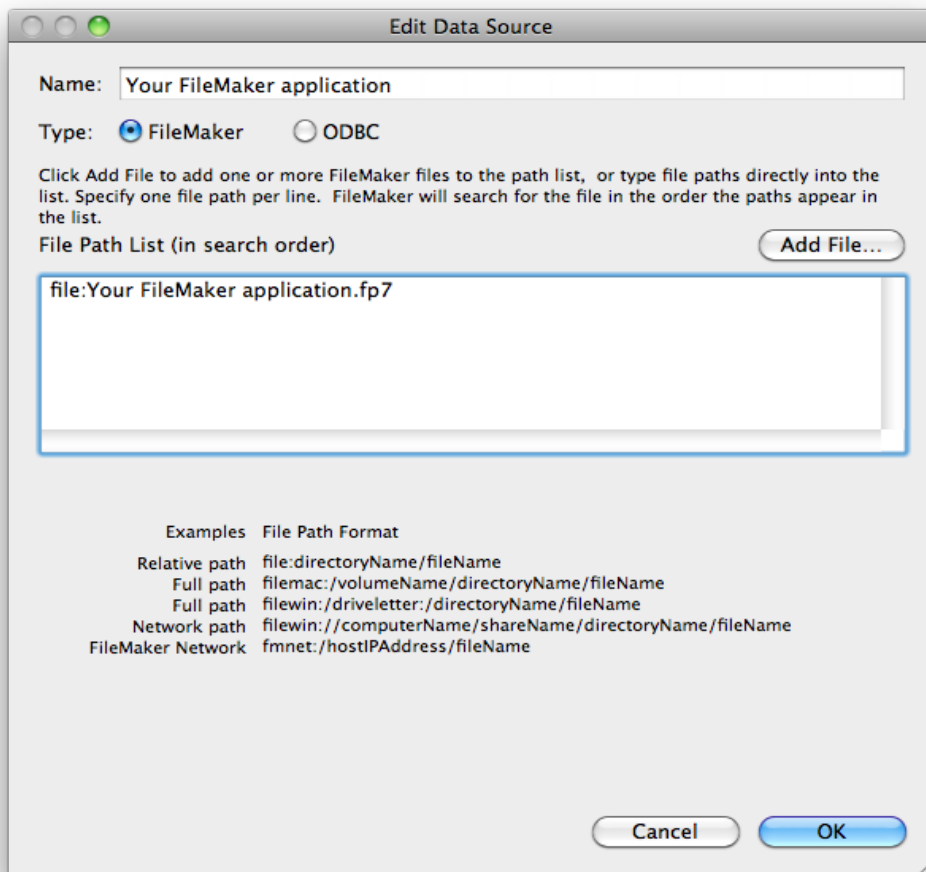 Edit Data Source
Name: Your FileMaker application
Type: FileMaker ODBC
Click Add File to add one or more FileMaker files to the path list, or type file paths directly into the
list. Specify one file path per line. FileMaker will search for the file in the order the paths appear in
the list.
File Path List (in search order) Add File...
file:Your FileMaker application.fp7
Examples File Path Format
Relative path file:directoryName/fileName
Full path filemac:/volumeName/directoryName/fileName
Full path filewin:/driveletter:/directoryName/fileName
Network path filewin://computerName/shareName/directoryName/fileName
FileMaker Network fmnet:/hostIPAddress/fileName
Cancel OK